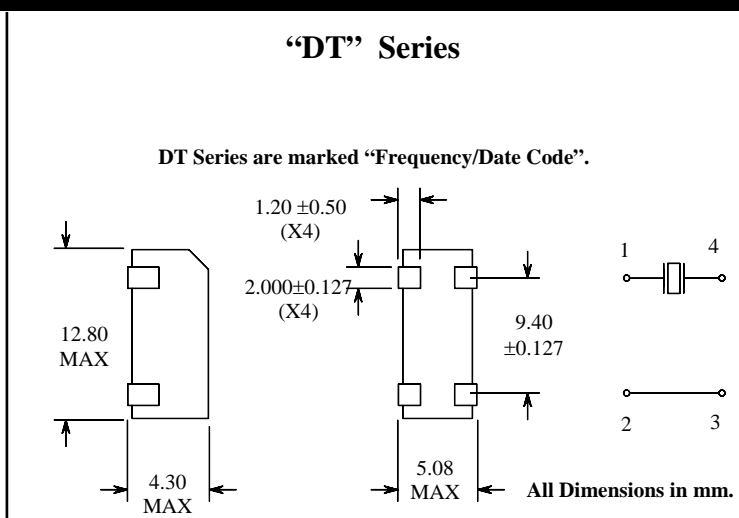 “DT” Series
DT Series are marked “Frequency/Date Code”.
1.20 ±0.50
(X4)
2.000±0.127
(X4)
12.80
MAX
9.40
±0.127
1
4
2
3
4.30
MAX
5.08
MAX
All Dimensions in mm.